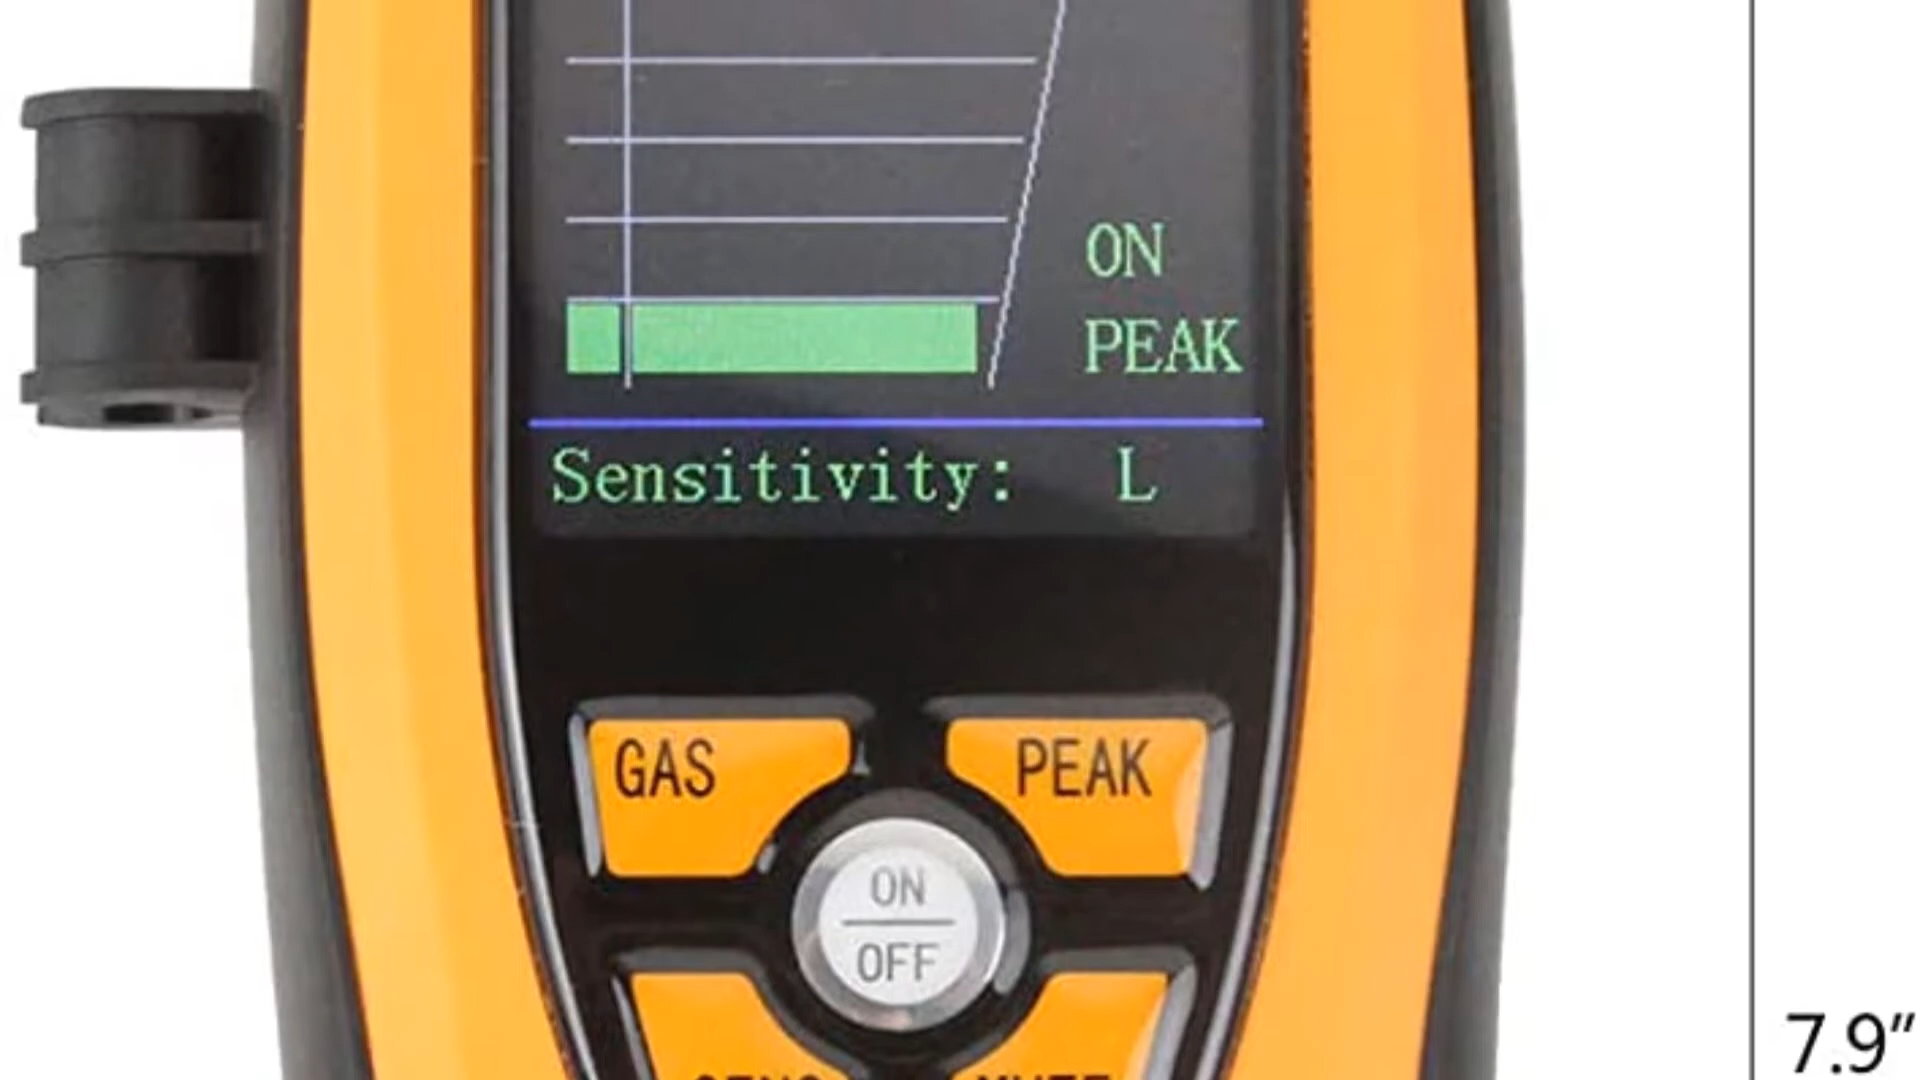 ON
PEAK
Sensitivity: L
GAS PEAK
ON
OFF
7.9"